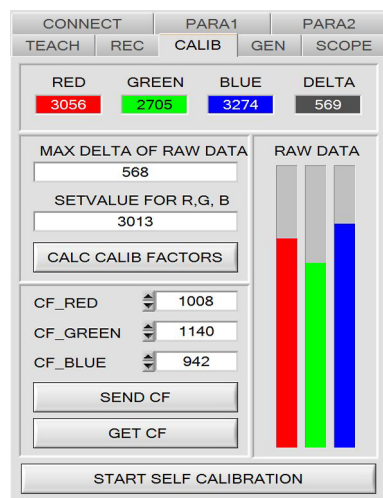 CONNECT PARA1 PARA2
TEACH REC CALIB GEN SCOPE
RED GREEN BLUE DELTA
3056 2705 3274 569
MAX DELTA OF RAW DATA
568
SETVALUE FOR R,G, B
3013
CALC CALIB FACTORS
RAW DATA
CF_RED 1008
CF_GREEN 1140
CF_BLUE 942
SEND CF
GET CF
START SELF CALIBRATION